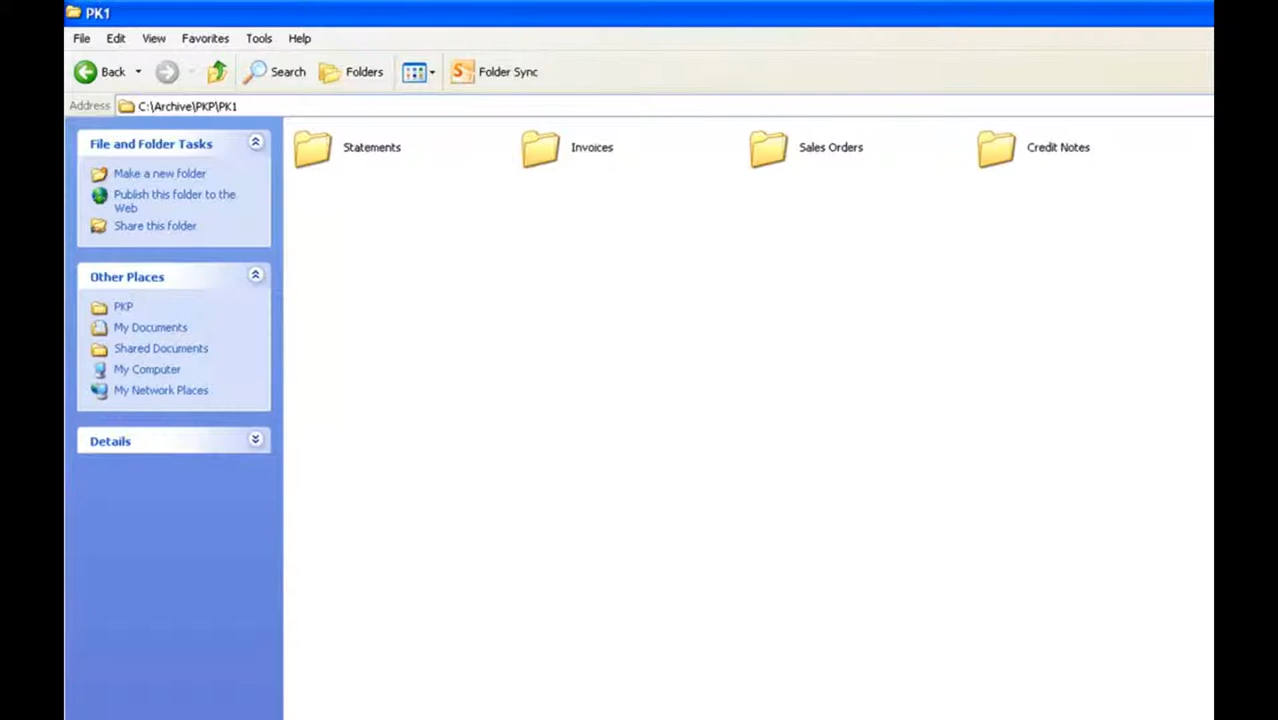 PK1
File Edit View Favorites Tools Help
Back Search Folders Folder Sync
Address C:\Archive\PKP\PK1
File and Folder Tasks
Make a new folder
Publish this folder to the
Web
Share this folder
Other Places
PKP
My Documents
Shared Documents
My Computer
My Network Places
Details
Statements Invoices Sales Orders Credit Notes